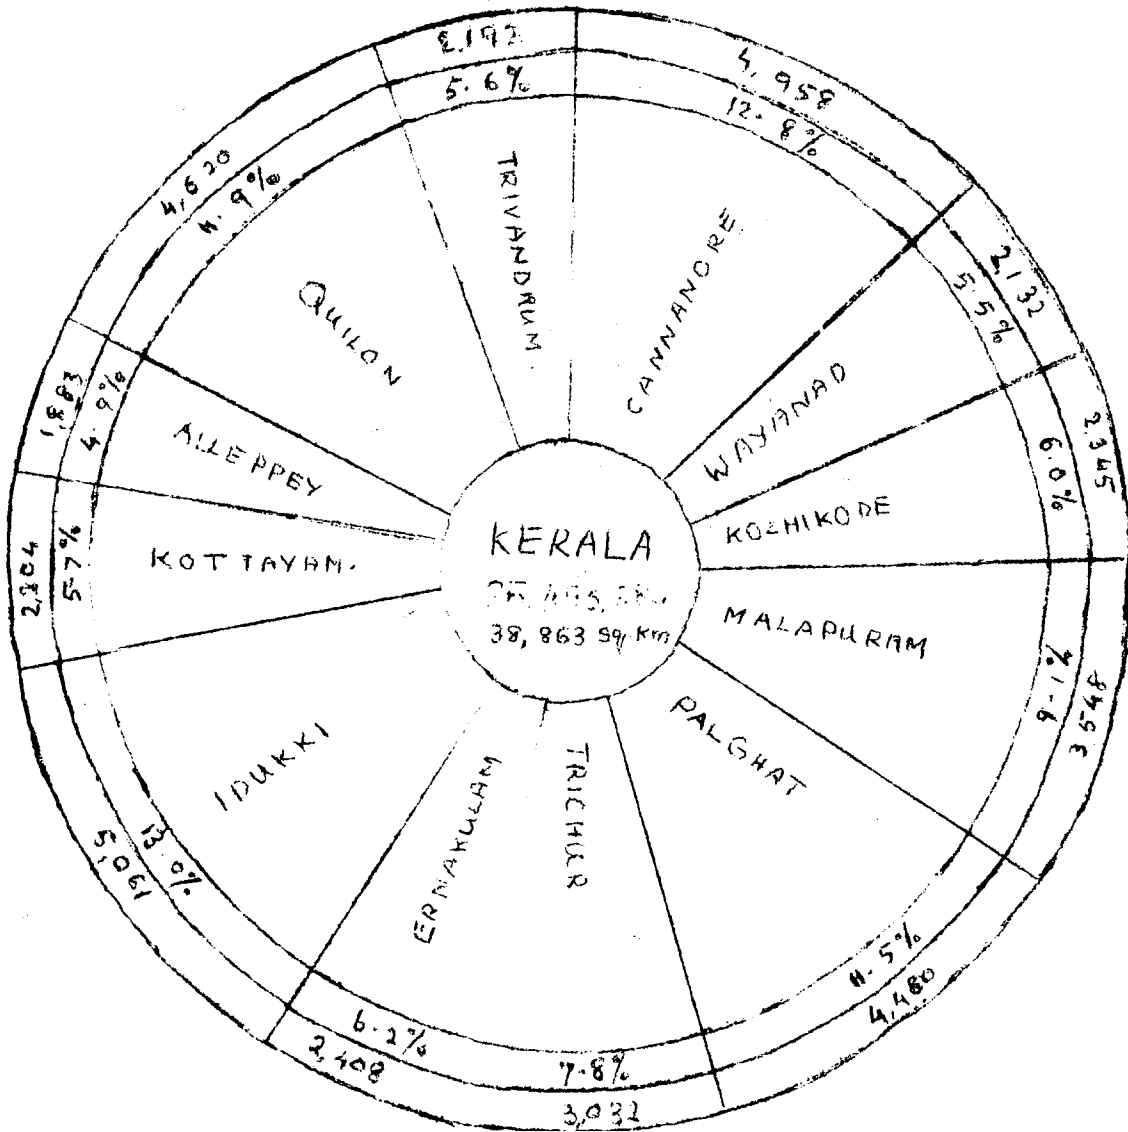 KERALA
38,863 Sq Km
CANNANORE
12.8%
4,958
WAYANAD
5.5%
2,132
KOZHIKODE
6.0%
2345
MALAPURAM
9.1%
3548
PALGHAT
11.5%
4,480
TRICHUR
7.8%
3,032
ERNAKULAM
6.2%
2,408
IDUKKI
13.0%
5,061
KOTTAYAM.
5.7%
2,204
ALLEPPEY
4.9%
1,883
QUILON
11.9%
4,620
TRIVANDRUM.
5.6%
2,192